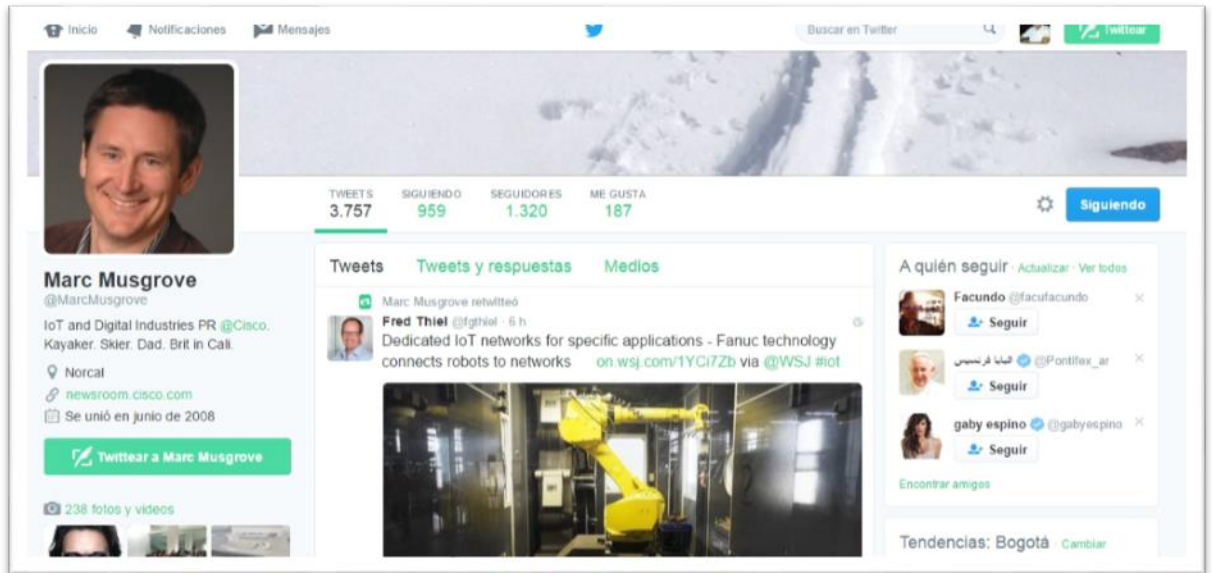 Inicio Notificaciones Mensajes Buscar en Twitter Twittear
TWEETS SIGUIENDO SEGUIDORES ME GUSTA
3.757 959 1.320 187
Siguiendo
Marc Musgrove
@MarcMusgrove
IoT and Digital Industries PR @Cisco.
Kayaker. Skier. Dad. Brit in Cali.
Norcal
newsroom.cisco.com
Se unió en junio de 2008
Twittear a Marc Musgrove
238 fotos y videos
Tweets Tweets y respuestas Medios
Marc Musgrove retwitteó
Fred Thiel @fgthiel · 6 h
Dedicated IoT networks for specific applications - Fanuc technology
connects robots to networks on.wsj.com/1YCi7Zb via @WSJ #iot
A quién seguir · Actualizar · Ver todos
Facundo @facufacundo
Seguir
البابا فرنسيس @Pontifex_ar
Seguir
gaby espino @gabyespino
Seguir
Encontrar amigos
Tendencias: Bogotá · Cambiar